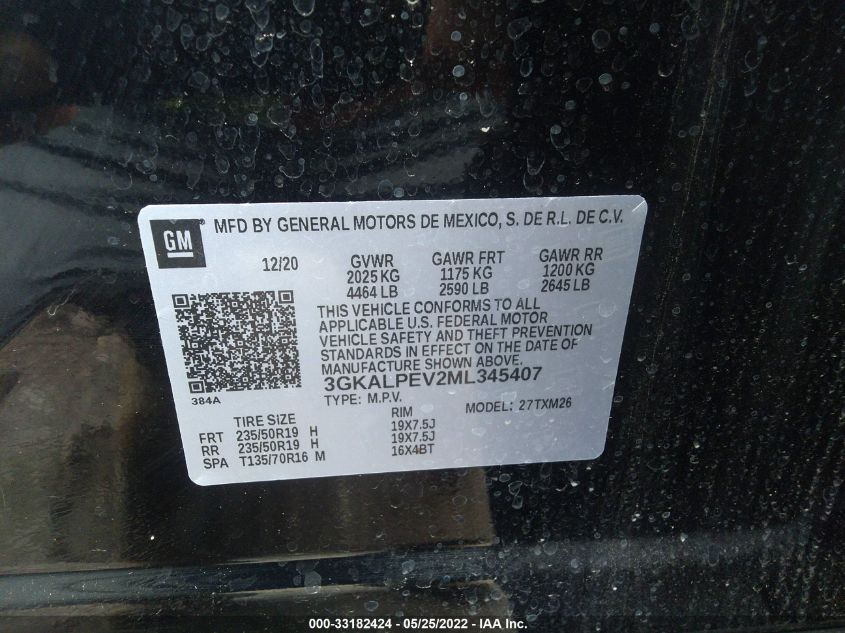 GM MFD BY GENERAL MOTORS DE MEXICO, S. DE R.L. DE C.V.
12/20 GVWR GAWR FRT GAWR RR
2025 KG 1175 KG 1200 KG
4464 LB 2590 LB 2645 LB
THIS VEHICLE CONFORMS TO ALL
APPLICABLE U.S. FEDERAL MOTOR
VEHICLE SAFETY AND THEFT PREVENTION
STANDARDS IN EFFECT ON THE DATE OF
MANUFACTURE SHOWN ABOVE.
3GKALPEV2ML345407
384A
TYPE: M.P.V. MODEL: 27TXM26
TIRE SIZE RIM
FRT 235/50R19 H 19X7.5J
RR 235/50R19 H 19X7.5J
SPA T135/70R16 M 16X4BT
000-33182424 - 05/25/2022 - IAA Inc.